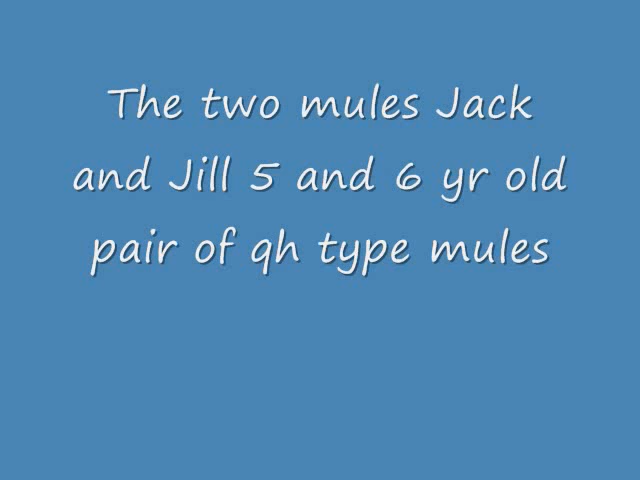 The two mules Jack
and Jill 5 and 6 yr old
pair of qh type mules